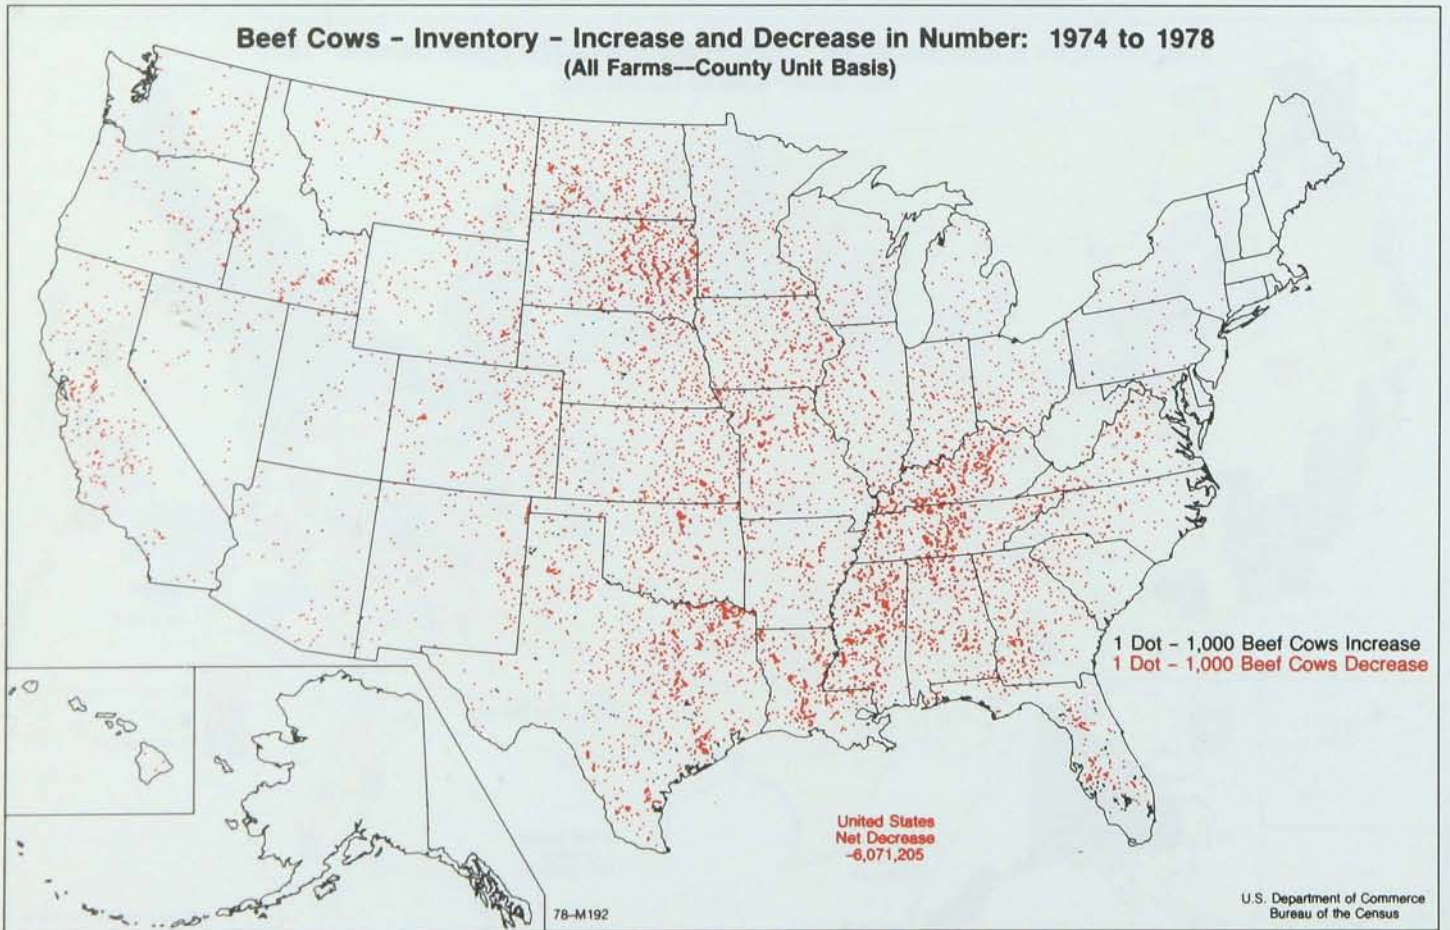 Beef Cows – Inventory – Increase and Decrease in Number: 1974 to 1978
(All Farms––County Unit Basis)
1 Dot – 1,000 Beef Cows Increase
1 Dot – 1,000 Beef Cows Decrease
United States
Net Decrease
-6,071,205
78–M192
U.S. Department of Commerce
Bureau of the Census